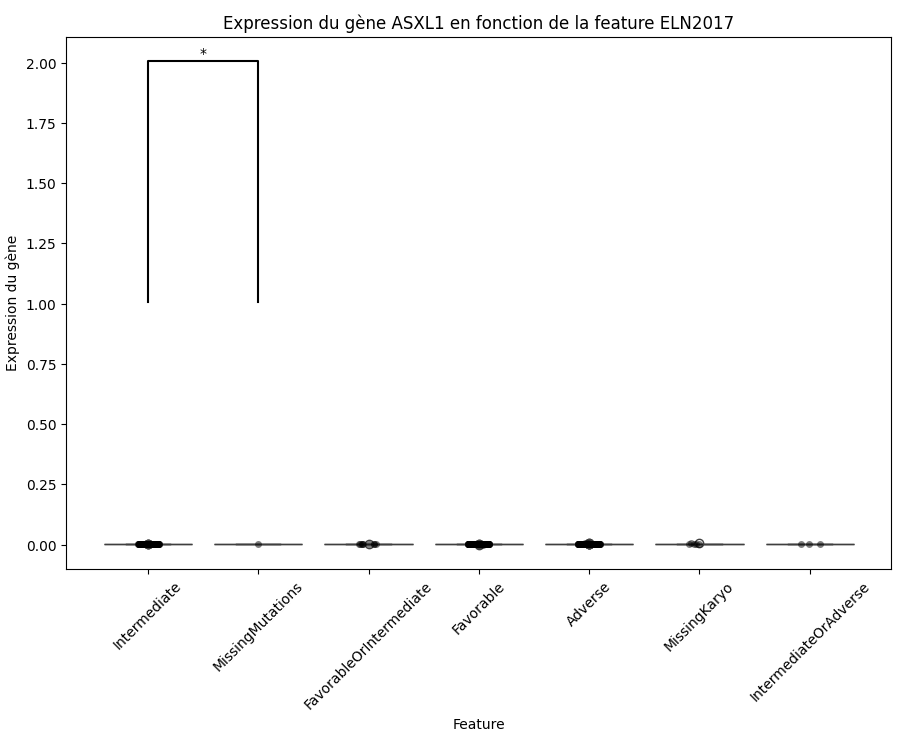 Expression du gène ASXL1 en fonction de la feature ELN2017
*
2.00
1.75
1.50
1.25
1.00
0.75
0.50
0.25
0.00
Expression du gène
Intermediate
MissingMutations
FavorableOrIntermediate
Favorable
Adverse
MissingKaryo
IntermediateOrAdverse
Feature